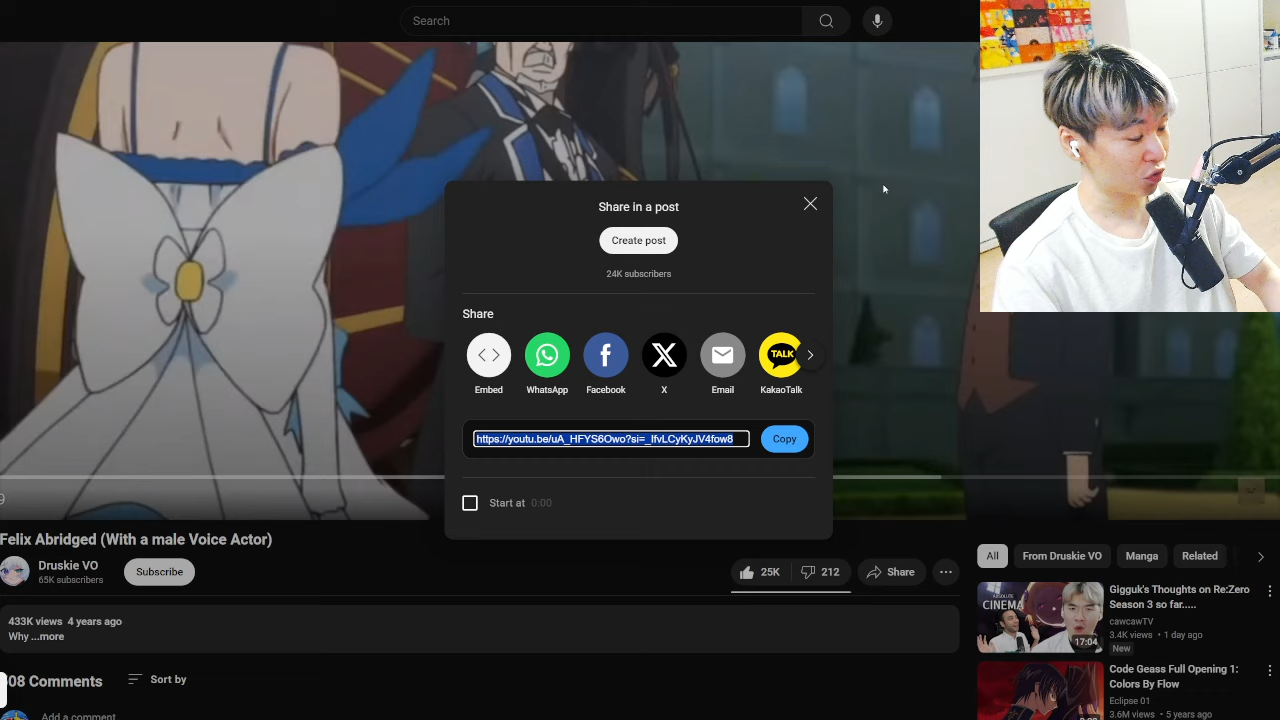 Search
Share in a post
Create post
24K subscribers
Share
TALK
Embed
WhatsApp
Facebook
X
Email
KakaoTalk
https://youtu.be/uA_HFYS6Owo?si=_IfvLCyKyJV4fow8
Copy
Start at 0:00
9
Felix Abridged (With a male Voice Actor)
Druskie VO
65K subscribers
Subscribe
25K
212
Share
433K views 4 years ago
Why ...more
08 Comments
Sort by
Add a comment
All
From Druskie VO
Manga
Related
ABSOLUTE
CINEMA
17:04
Gigguk's Thoughts on Re:Zero
Season 3 so far.....
cawcawTV
3.4K views • 1 day ago
New
Code Geass Full Opening 1:
Colors By Flow
Eclipse 01
3.6M views • 5 years ago